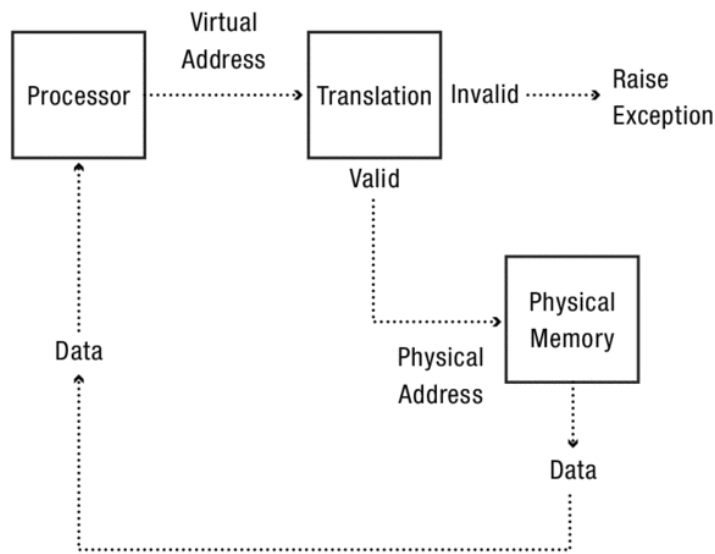 Virtual
Address
Processor
Translation
Invalid
Raise
Exception
Valid
Physical
Memory
Data
Physical
Address
Data